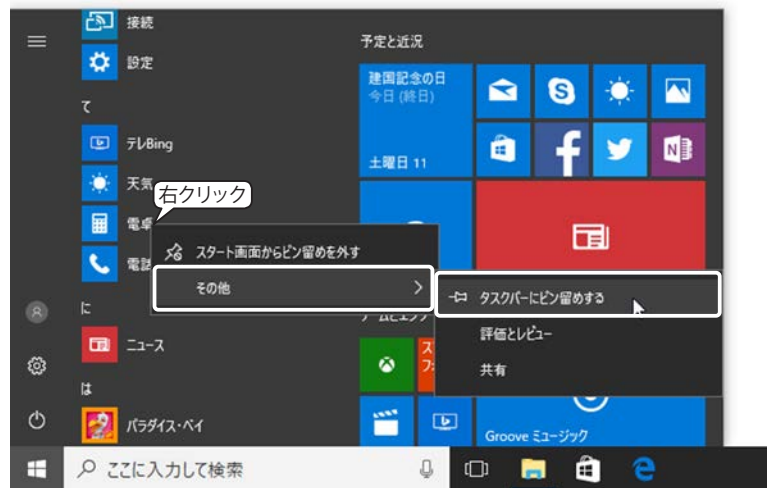 接続
設定
て
テレBing
天気
右クリック
電卓
電話
に
ニュース
は
パラダイス・ベイ
予定と近況
建国記念の日
今日 (終日)
土曜日 11
スタート画面からピン留めを外す
その他
タスクバーにピン留めする
評価とレビュー
共有
Groove ミュージック
ここに入力して検索